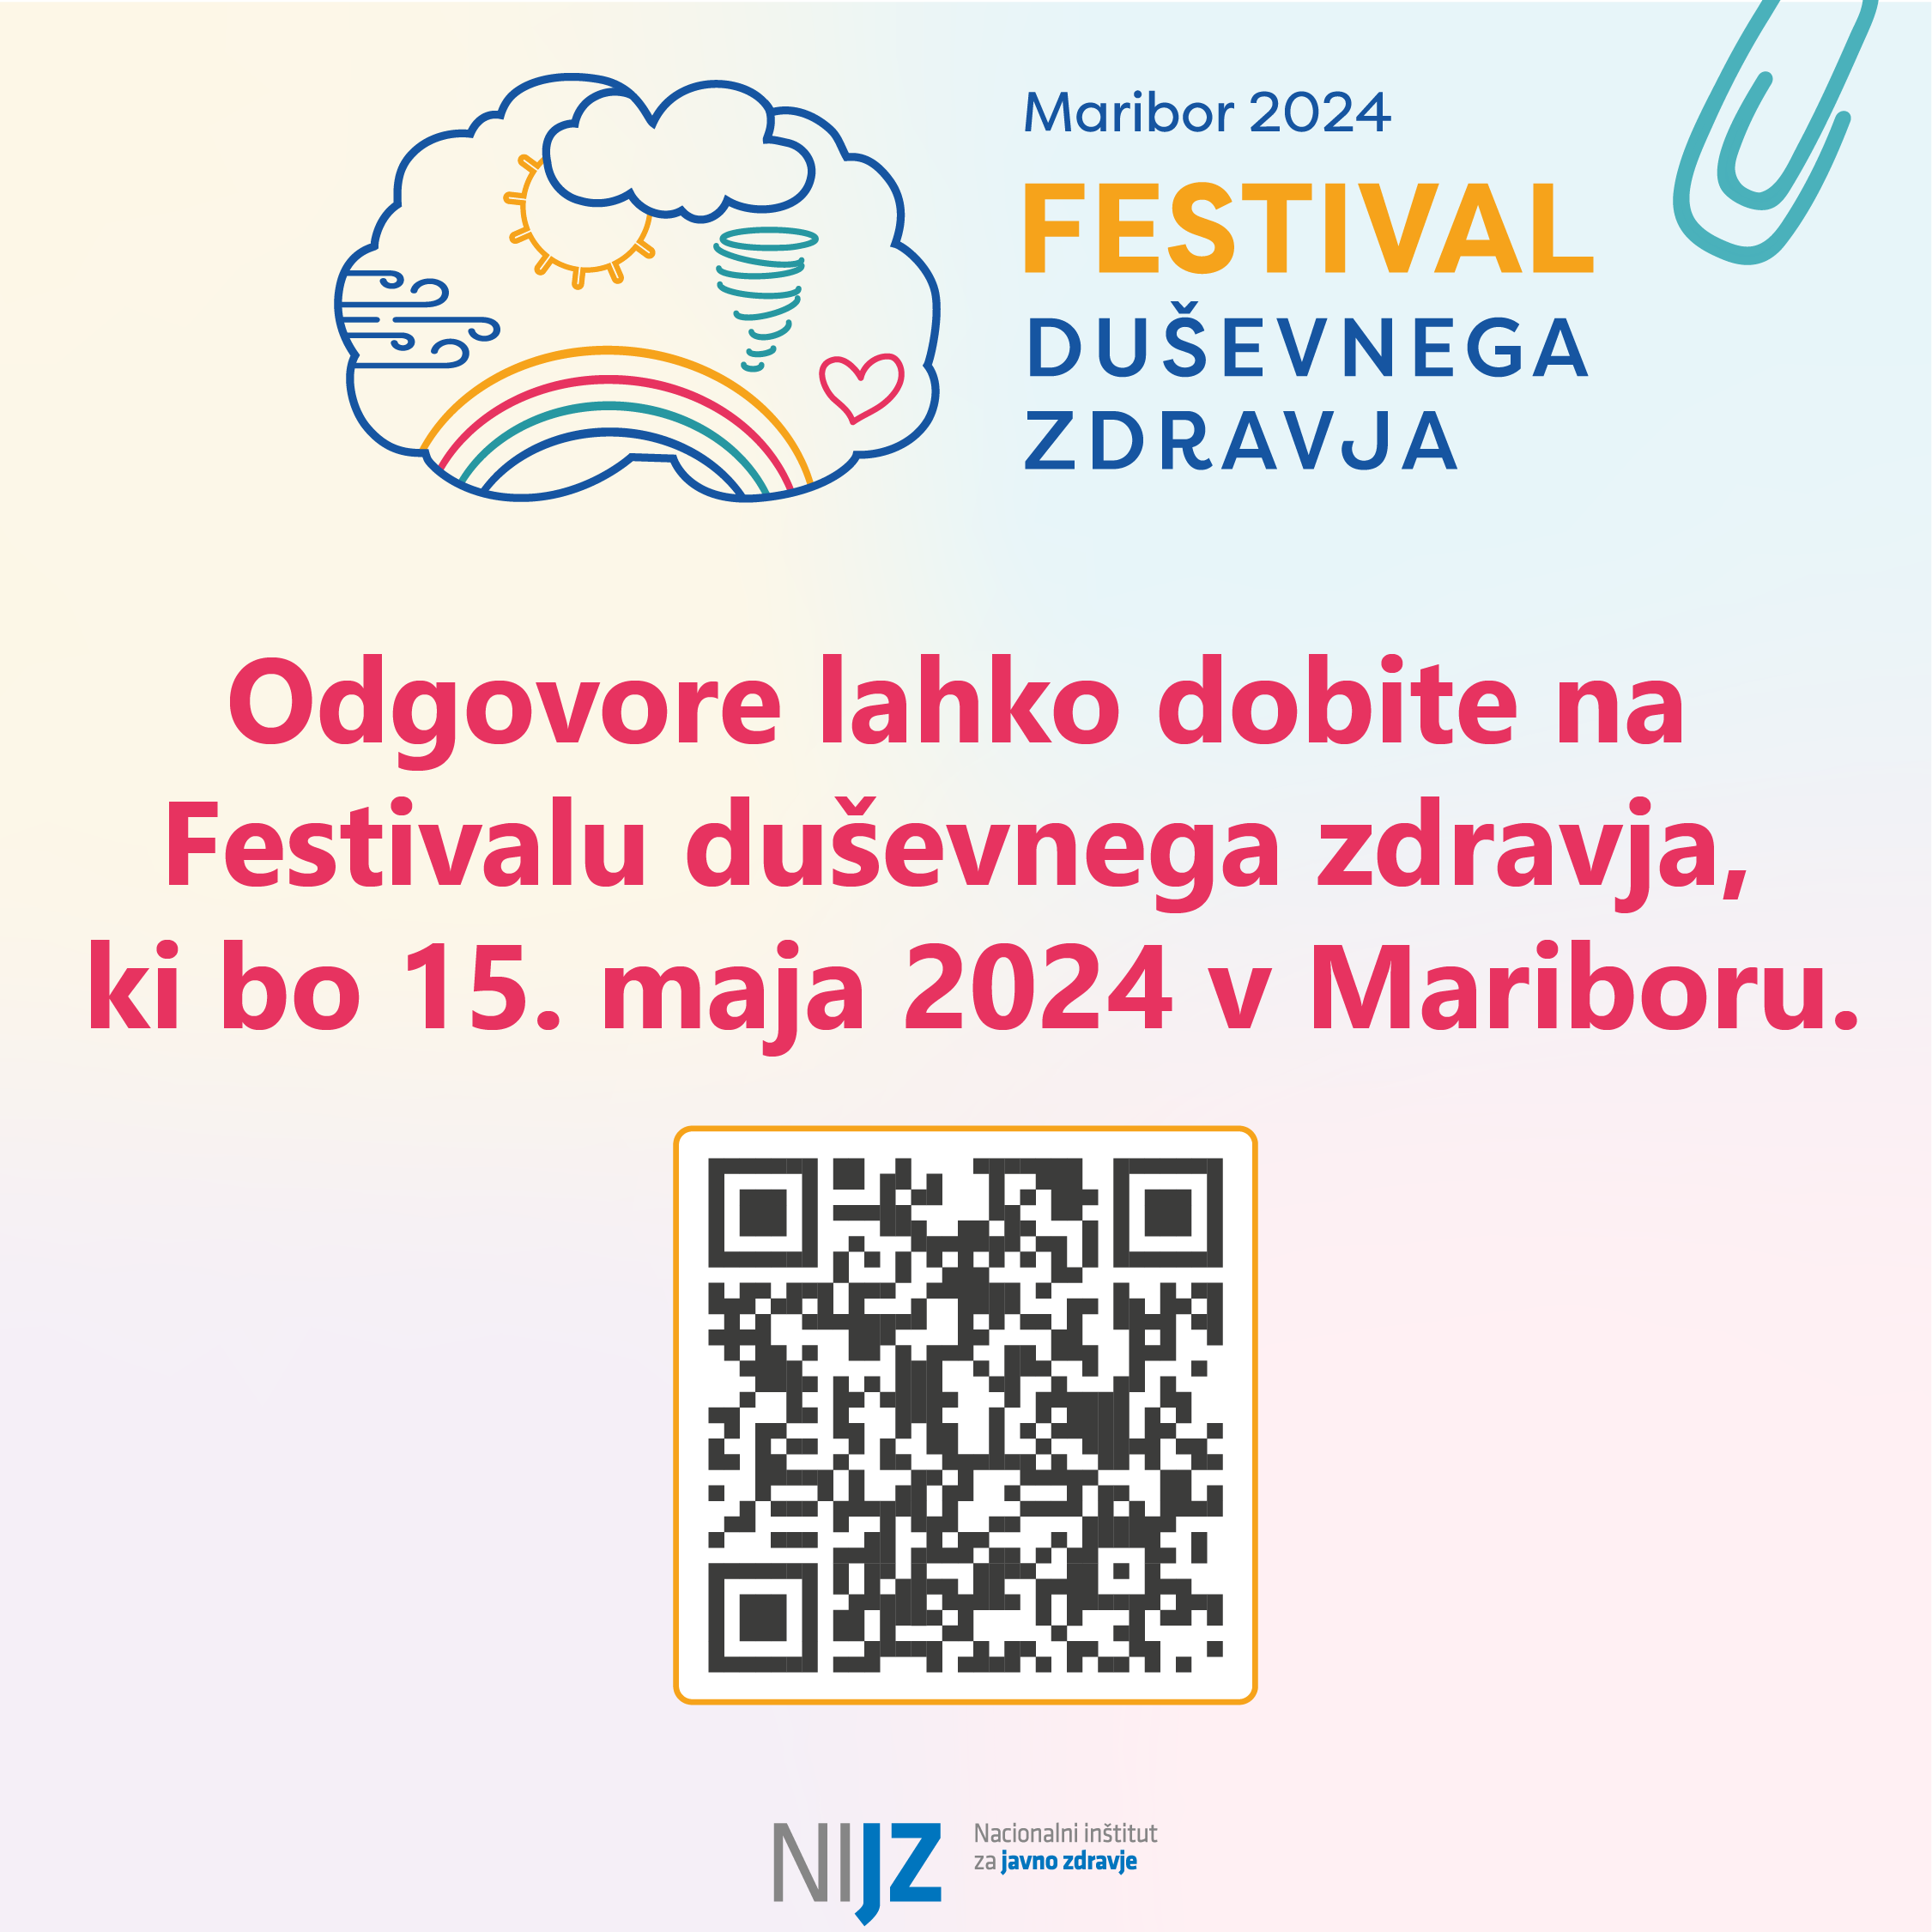 Maribor 2024
FESTIVAL
DUŠEVNEGA
ZDRAVJA
Odgovore lahko dobite na
Festivalu duševnega zdravja,
ki bo 15. maja 2024 v Mariboru.
NIJZ
Nacionalni inštitut
za javno zdravje